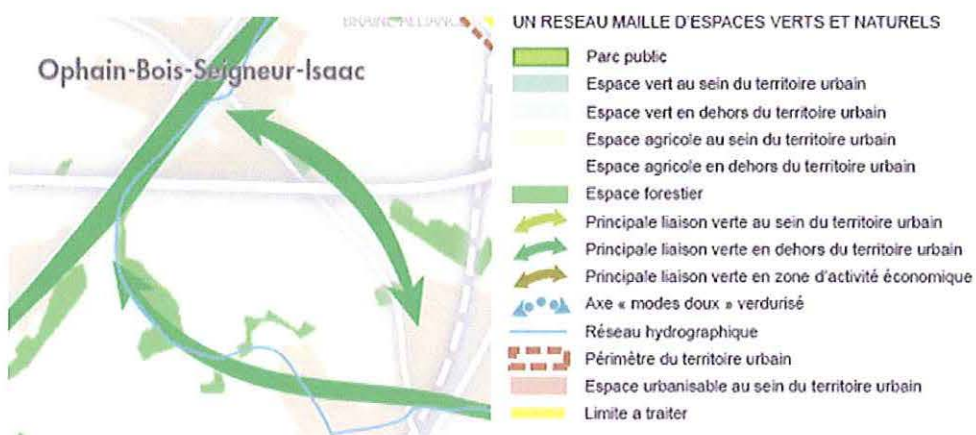 BRAINE-ALLIANCE
Ophain-Bois-Seigneur-Isaac
UN RESEAU MAILLE D'ESPACES VERTS ET NATURELS
Parc public
Espace vert au sein du territoire urbain
Espace vert en dehors du territoire urbain
Espace agricole au sein du territoire urbain
Espace agricole en dehors du territoire urbain
Espace forestier
Principale liaison verte au sein du territoire urbain
Principale liaison verte en dehors du territoire urbain
Principale liaison verte en zone d'activité économique
Axe « modes doux » verdurisé
Réseau hydrographique
Périmètre du territoire urbain
Espace urbanisable au sein du territoire urbain
Limite a traiter